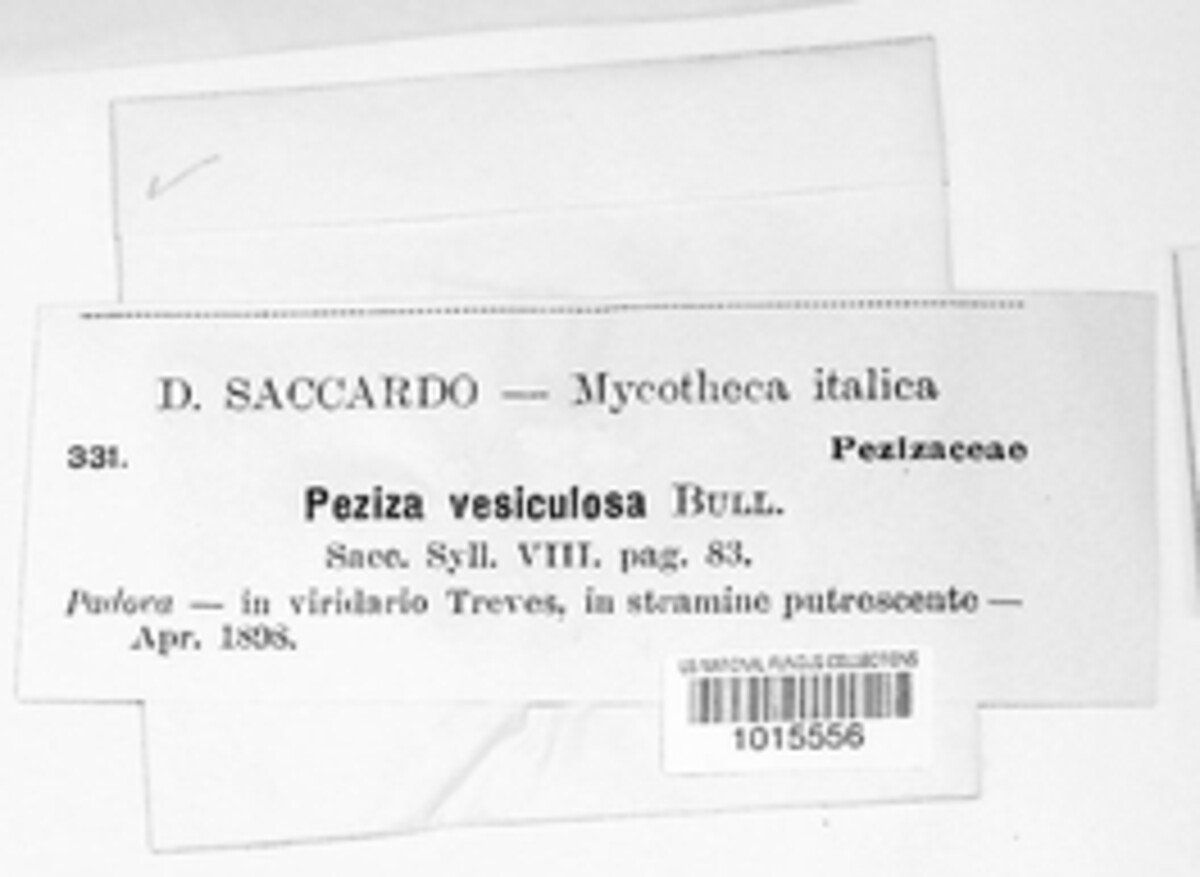 D. SACCARDO — Mycotheca italica
331. Pezizaceae
Peziza vesiculosa BULL.
Sacc. Syll. VIII. pag. 83.
Padova — in viridario Treves, in stramine putrescente —
Apr. 1898.
US NATIONAL FUNGUS COLLECTIONS
1015556